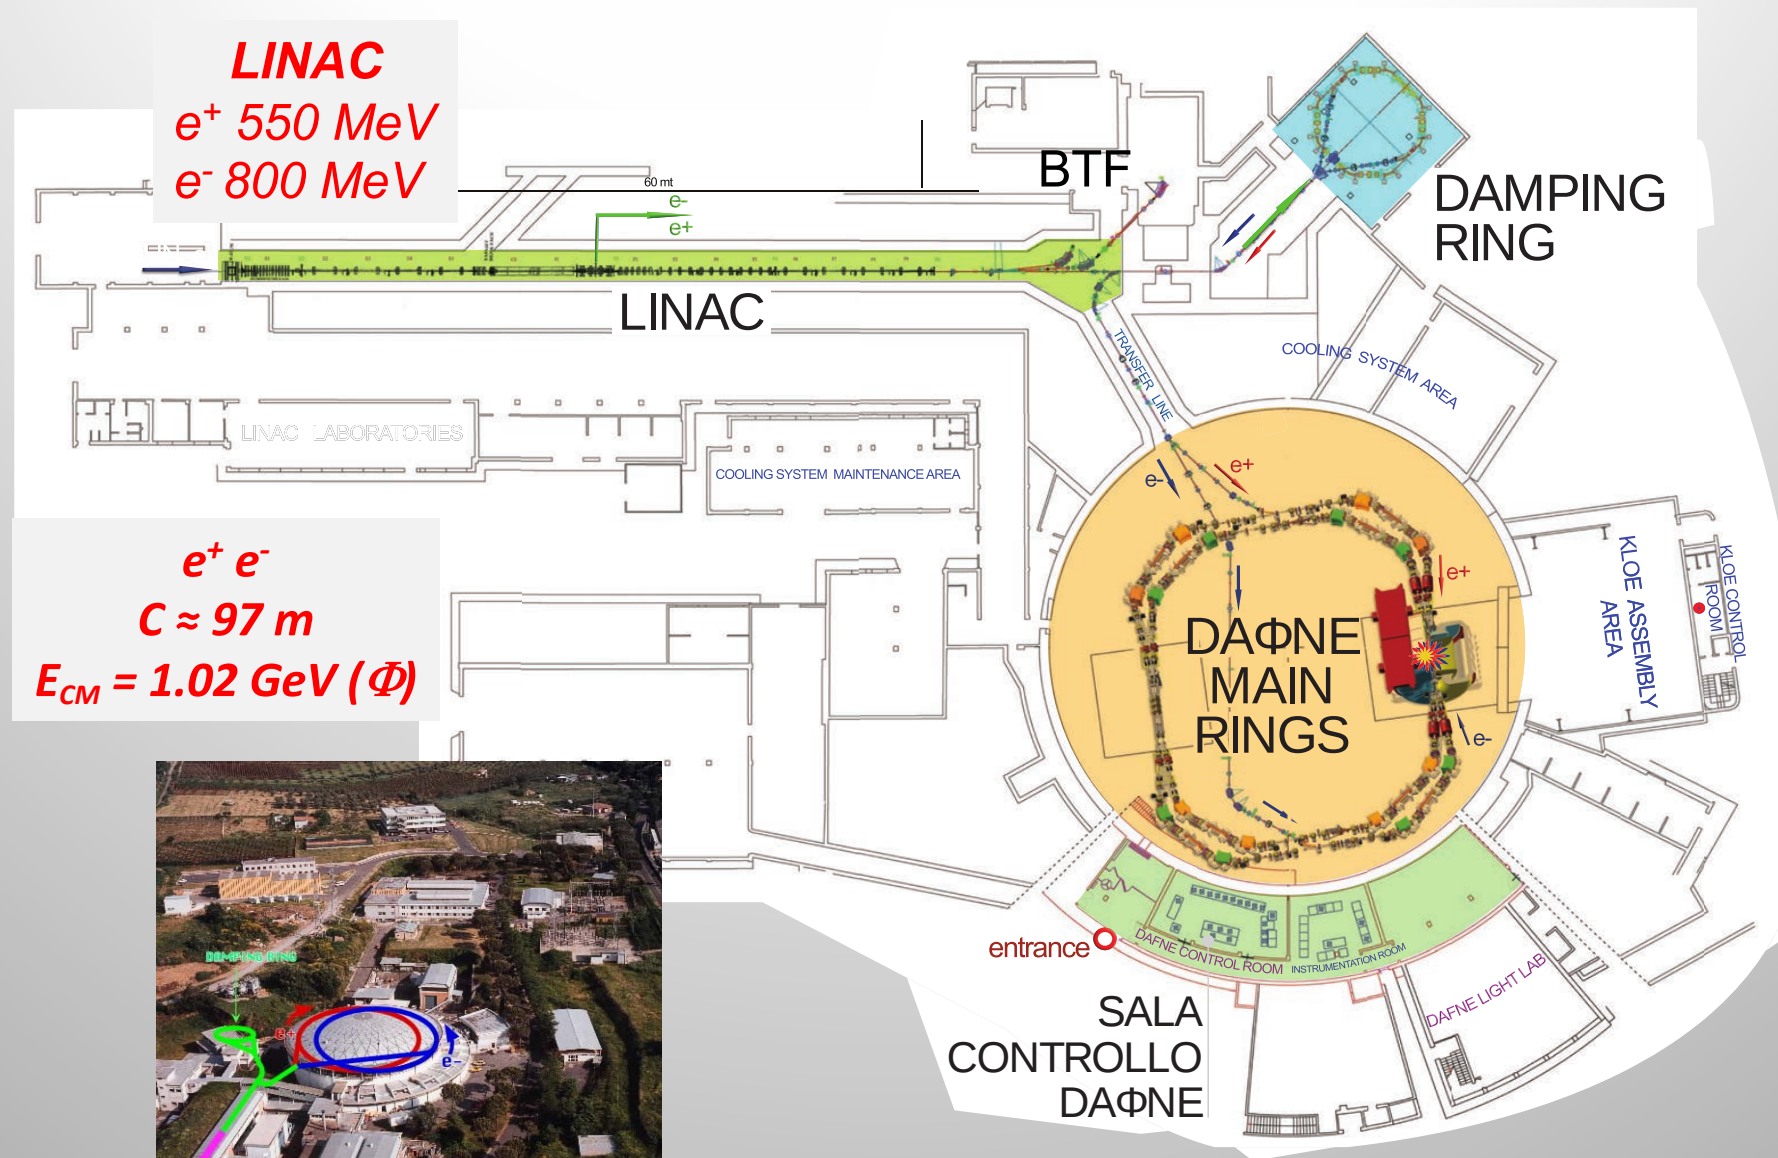 LINAC
e+ 550 MeV
e- 800 MeV
60 mt
e-
e+
BTF
DAMPING
RING
LINAC
TRANSFER LINE
COOLING SYSTEM AREA
LINAC LABORATORIES
COOLING SYSTEM MAINTENANCE AREA
e-
e+
e+
e+ e-
C ≈ 97 m
E_CM = 1.02 GeV (Φ)
DAΦNE
MAIN
RINGS
e-
KLOE ASSEMBLY
AREA
KLOE CONTROL
ROOM
entrance
DAFNE CONTROL ROOM
INSTRUMENTATION ROOM
DAFNE LIGHT LAB
SALA
CONTROLLO
DAΦNE
DAMPING RING
e+
e-